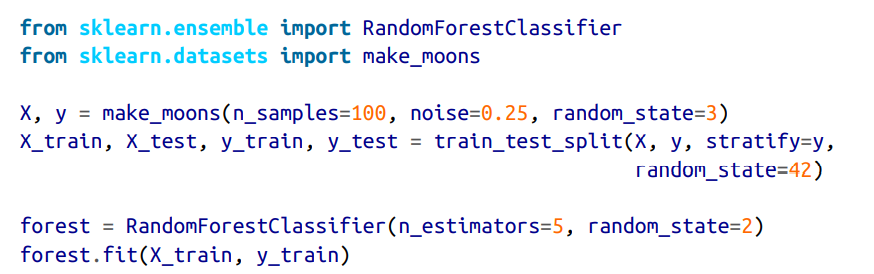 from sklearn.ensemble import RandomForestClassifier
from sklearn.datasets import make_moons
X, y = make_moons(n_samples=100, noise=0.25, random_state=3)
X_train, X_test, y_train, y_test = train_test_split(X, y, stratify=y,
random_state=42)
forest = RandomForestClassifier(n_estimators=5, random_state=2)
forest.fit(X_train, y_train)